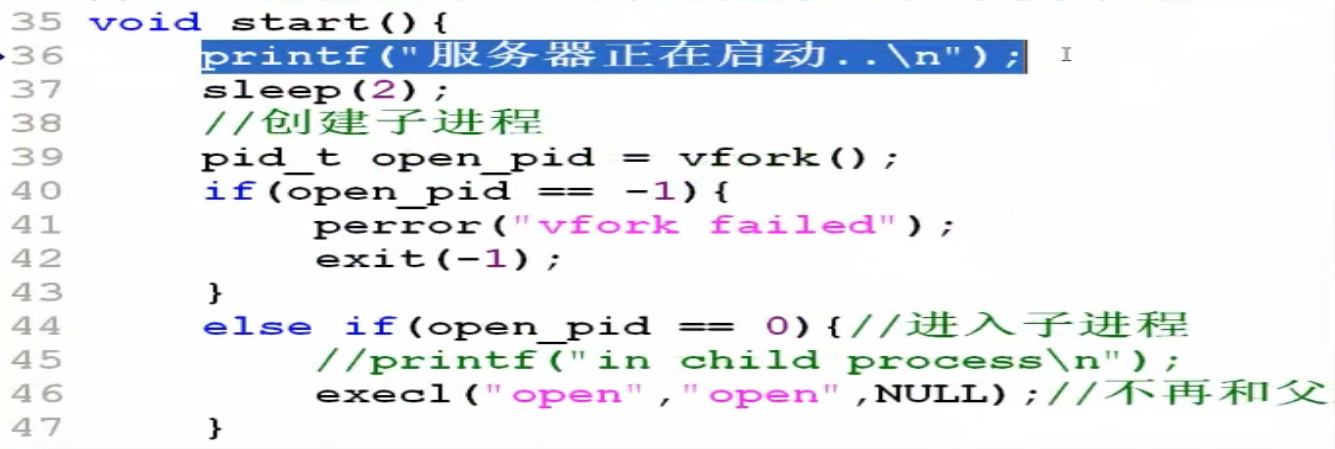 35 void start(){
36 printf("服务器正在启动..\n");
37 sleep(2);
38 //创建子进程
39 pid_t open_pid = vfork();
40 if(open_pid == -1){
41 perror("vfork failed");
42 exit(-1);
43 }
44 else if(open_pid == 0){//进入子进程
45 //printf("in child process\n");
46 execl("open","open",NULL);//不再和父
47 }